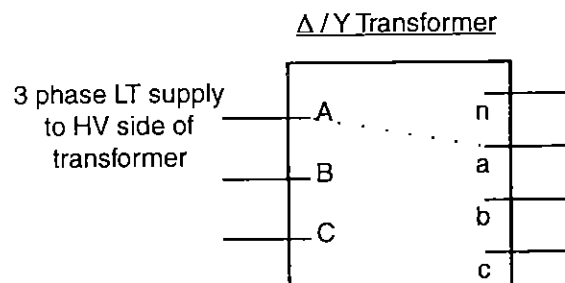 Δ / Y Transformer
3 phase LT supply
to HV side of
transformer
A
B
C
n
a
b
c